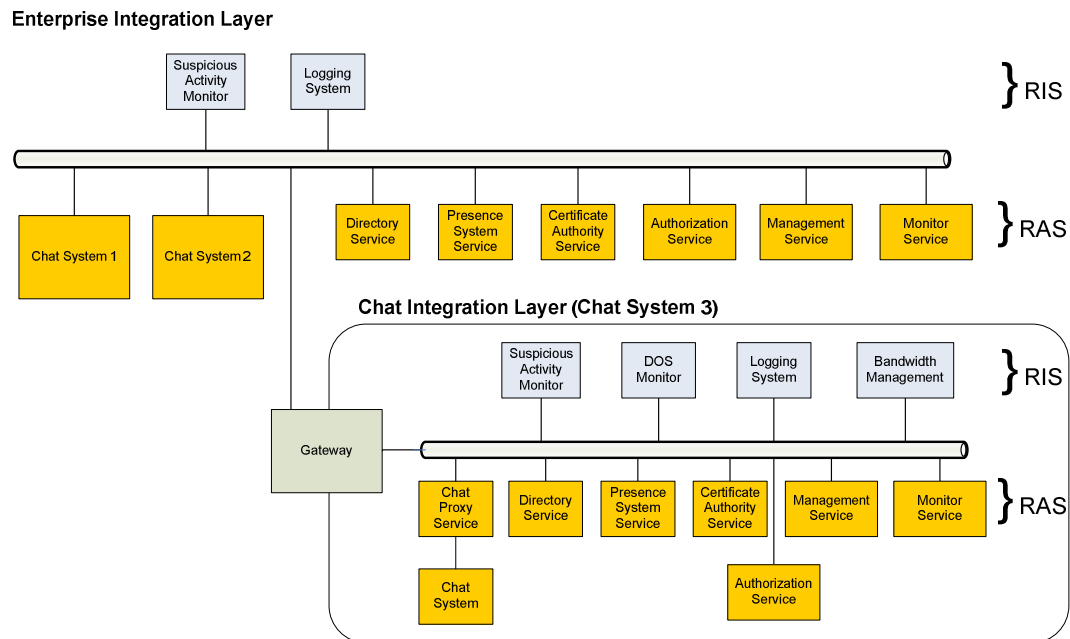 Enterprise Integration Layer
Suspicious
Activity
Monitor
Logging
System
RIS
Chat System 1
Chat System 2
Directory
Service
Presence
System
Service
Certificate
Authority
Service
Authorization
Service
Management
Service
Monitor
Service
RAS
Chat Integration Layer (Chat System 3)
Suspicious
Activity
Monitor
DOS
Monitor
Logging
System
Bandwidth
Management
RIS
Gateway
Chat
Proxy
Service
Directory
Service
Presence
System
Service
Certificate
Authority
Service
Management
Service
Monitor
Service
RAS
Chat
System
Authorization
Service